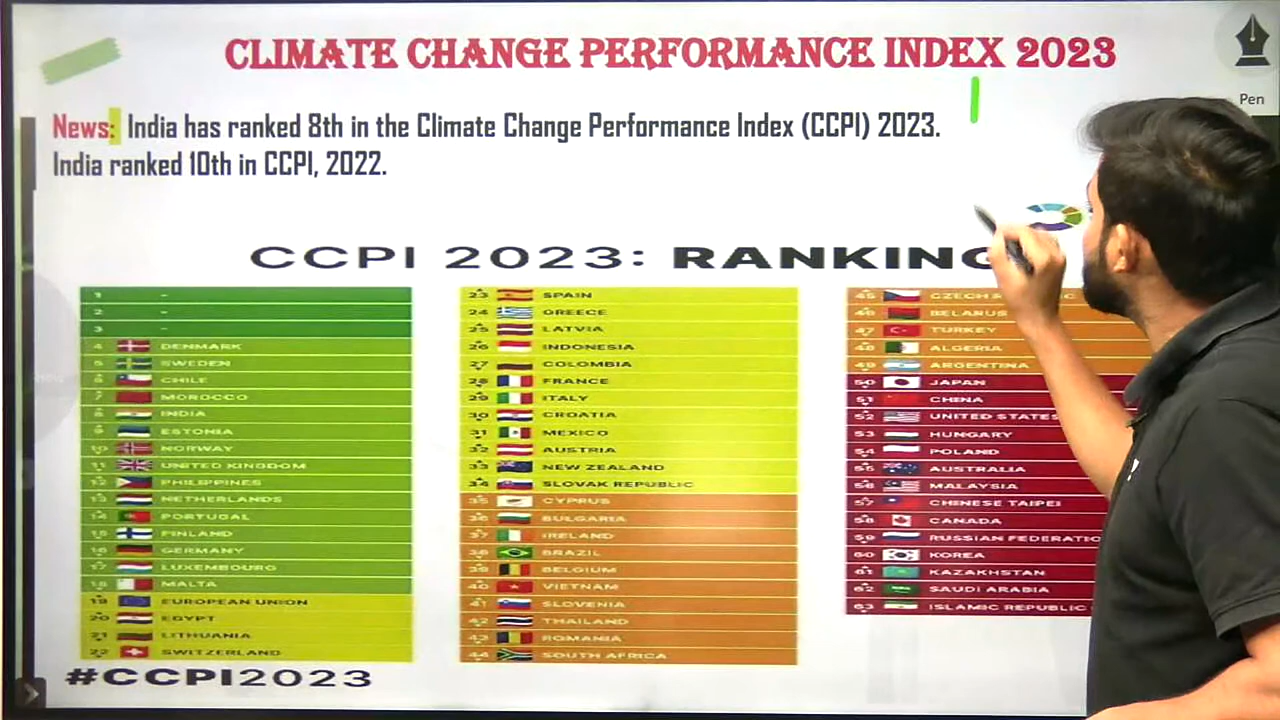 CLIMATE CHANGE PERFORMANCE INDEX 2023
Pen
News: India has ranked 8th in the Climate Change Performance Index (CCPI) 2023.
India ranked 10th in CCPI, 2022.
CCPI 2023: RANKING
1 -
2 -
3 -
4 DENMARK
5 SWEDEN
6 CHILE
7 MOROCCO
8 INDIA
9 ESTONIA
10 NORWAY
11 UNITED KINGDOM
12 PHILIPPINES
13 NETHERLANDS
14 PORTUGAL
15 FINLAND
16 GERMANY
17 LUXEMBOURG
18 MALTA
19 EUROPEAN UNION
20 EGYPT
21 LITHUANIA
22 SWITZERLAND
23 SPAIN
24 GREECE
25 LATVIA
26 INDONESIA
27 COLOMBIA
28 FRANCE
29 ITALY
30 CROATIA
31 MEXICO
32 AUSTRIA
33 NEW ZEALAND
34 SLOVAK REPUBLIC
35 CYPRUS
36 BULGARIA
37 IRELAND
38 BRAZIL
39 BELGIUM
40 VIETNAM
41 SLOVENIA
42 THAILAND
43 ROMANIA
44 SOUTH AFRICA
45 CZECH
46 BELARUS
47 TURKEY
48 ALGERIA
49 ARGENTINA
50 JAPAN
51 CHINA
52 UNITED STATES
53 HUNGARY
54 POLAND
55 AUSTRALIA
56 MALAYSIA
57 CHINESE TAIPEI
58 CANADA
59 RUSSIAN FEDERATIO
60 KOREA
61 KAZAKHSTAN
62 SAUDI ARABIA
63 ISLAMIC REPUBLIC
#CCPI2023